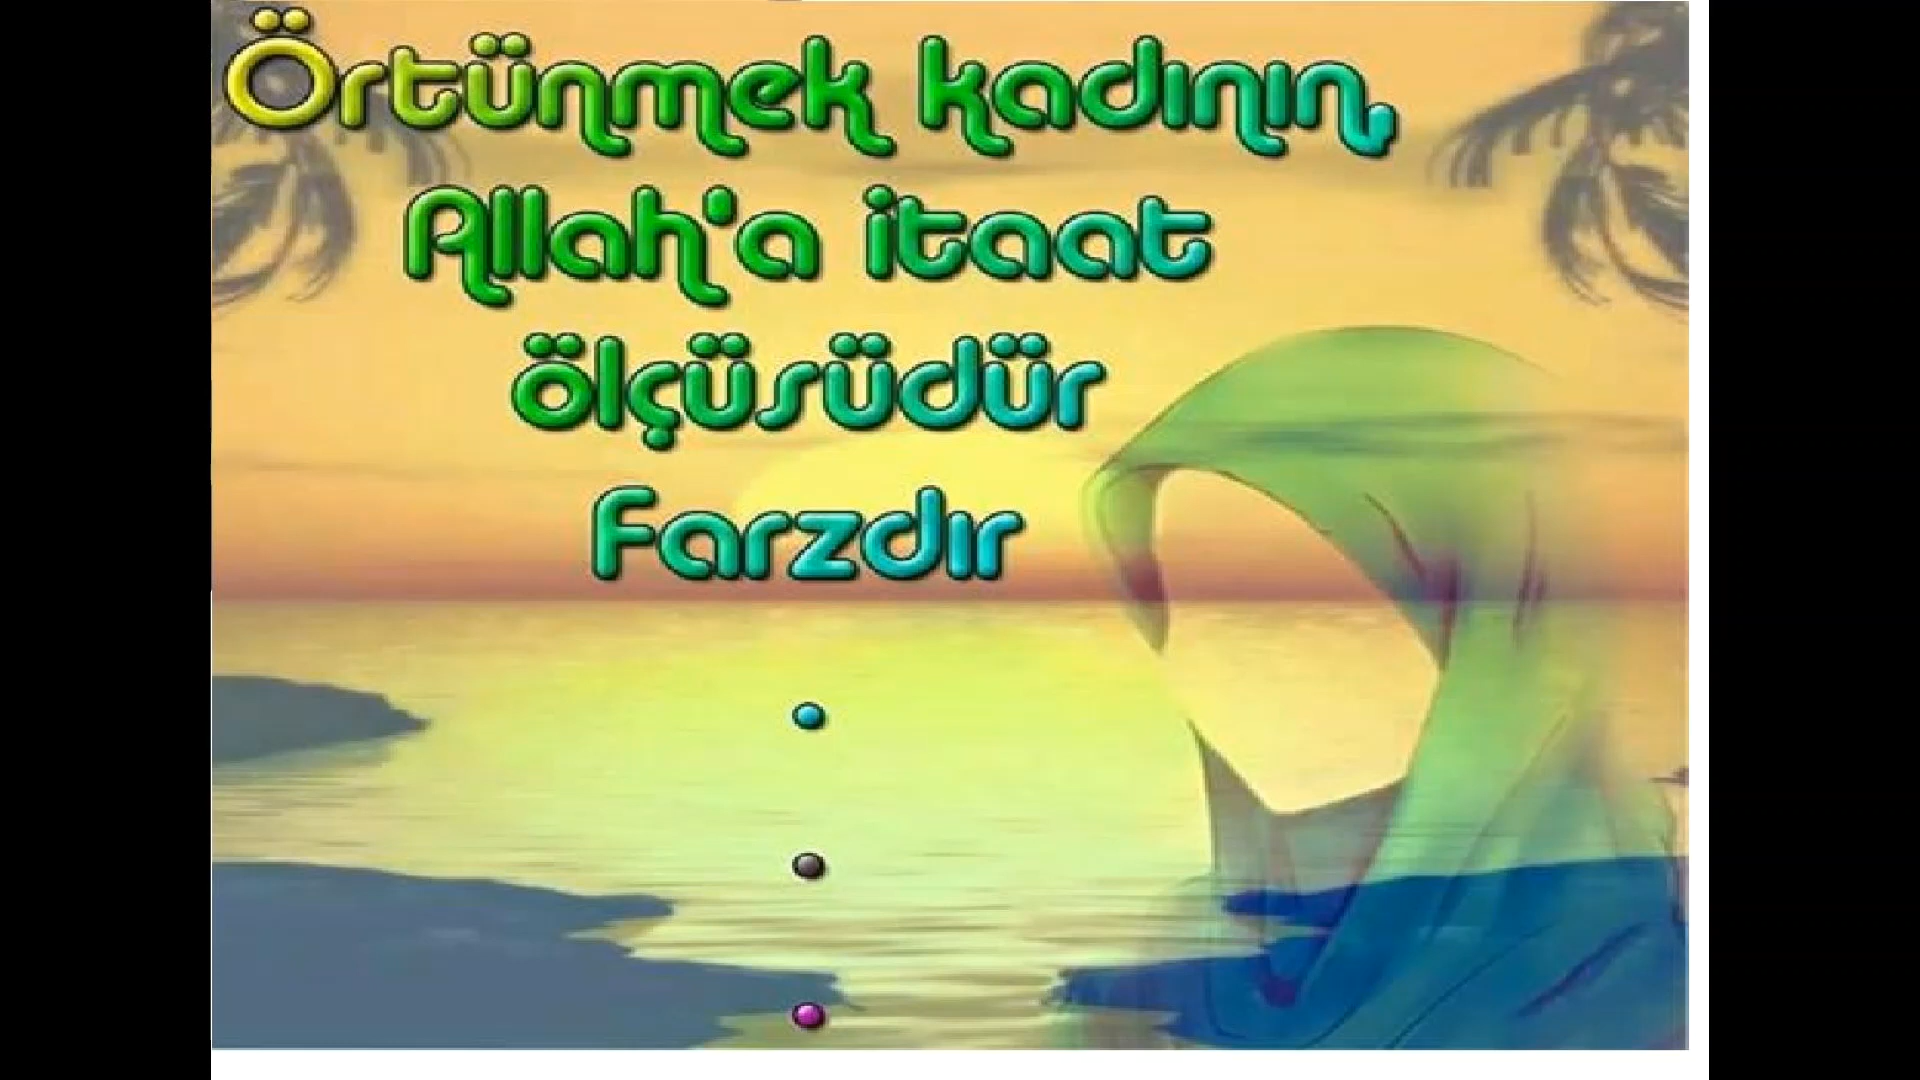 Örtünmek kadının,
Allah'a itaat
ölçüsüdür
Farzdır
.
.
.